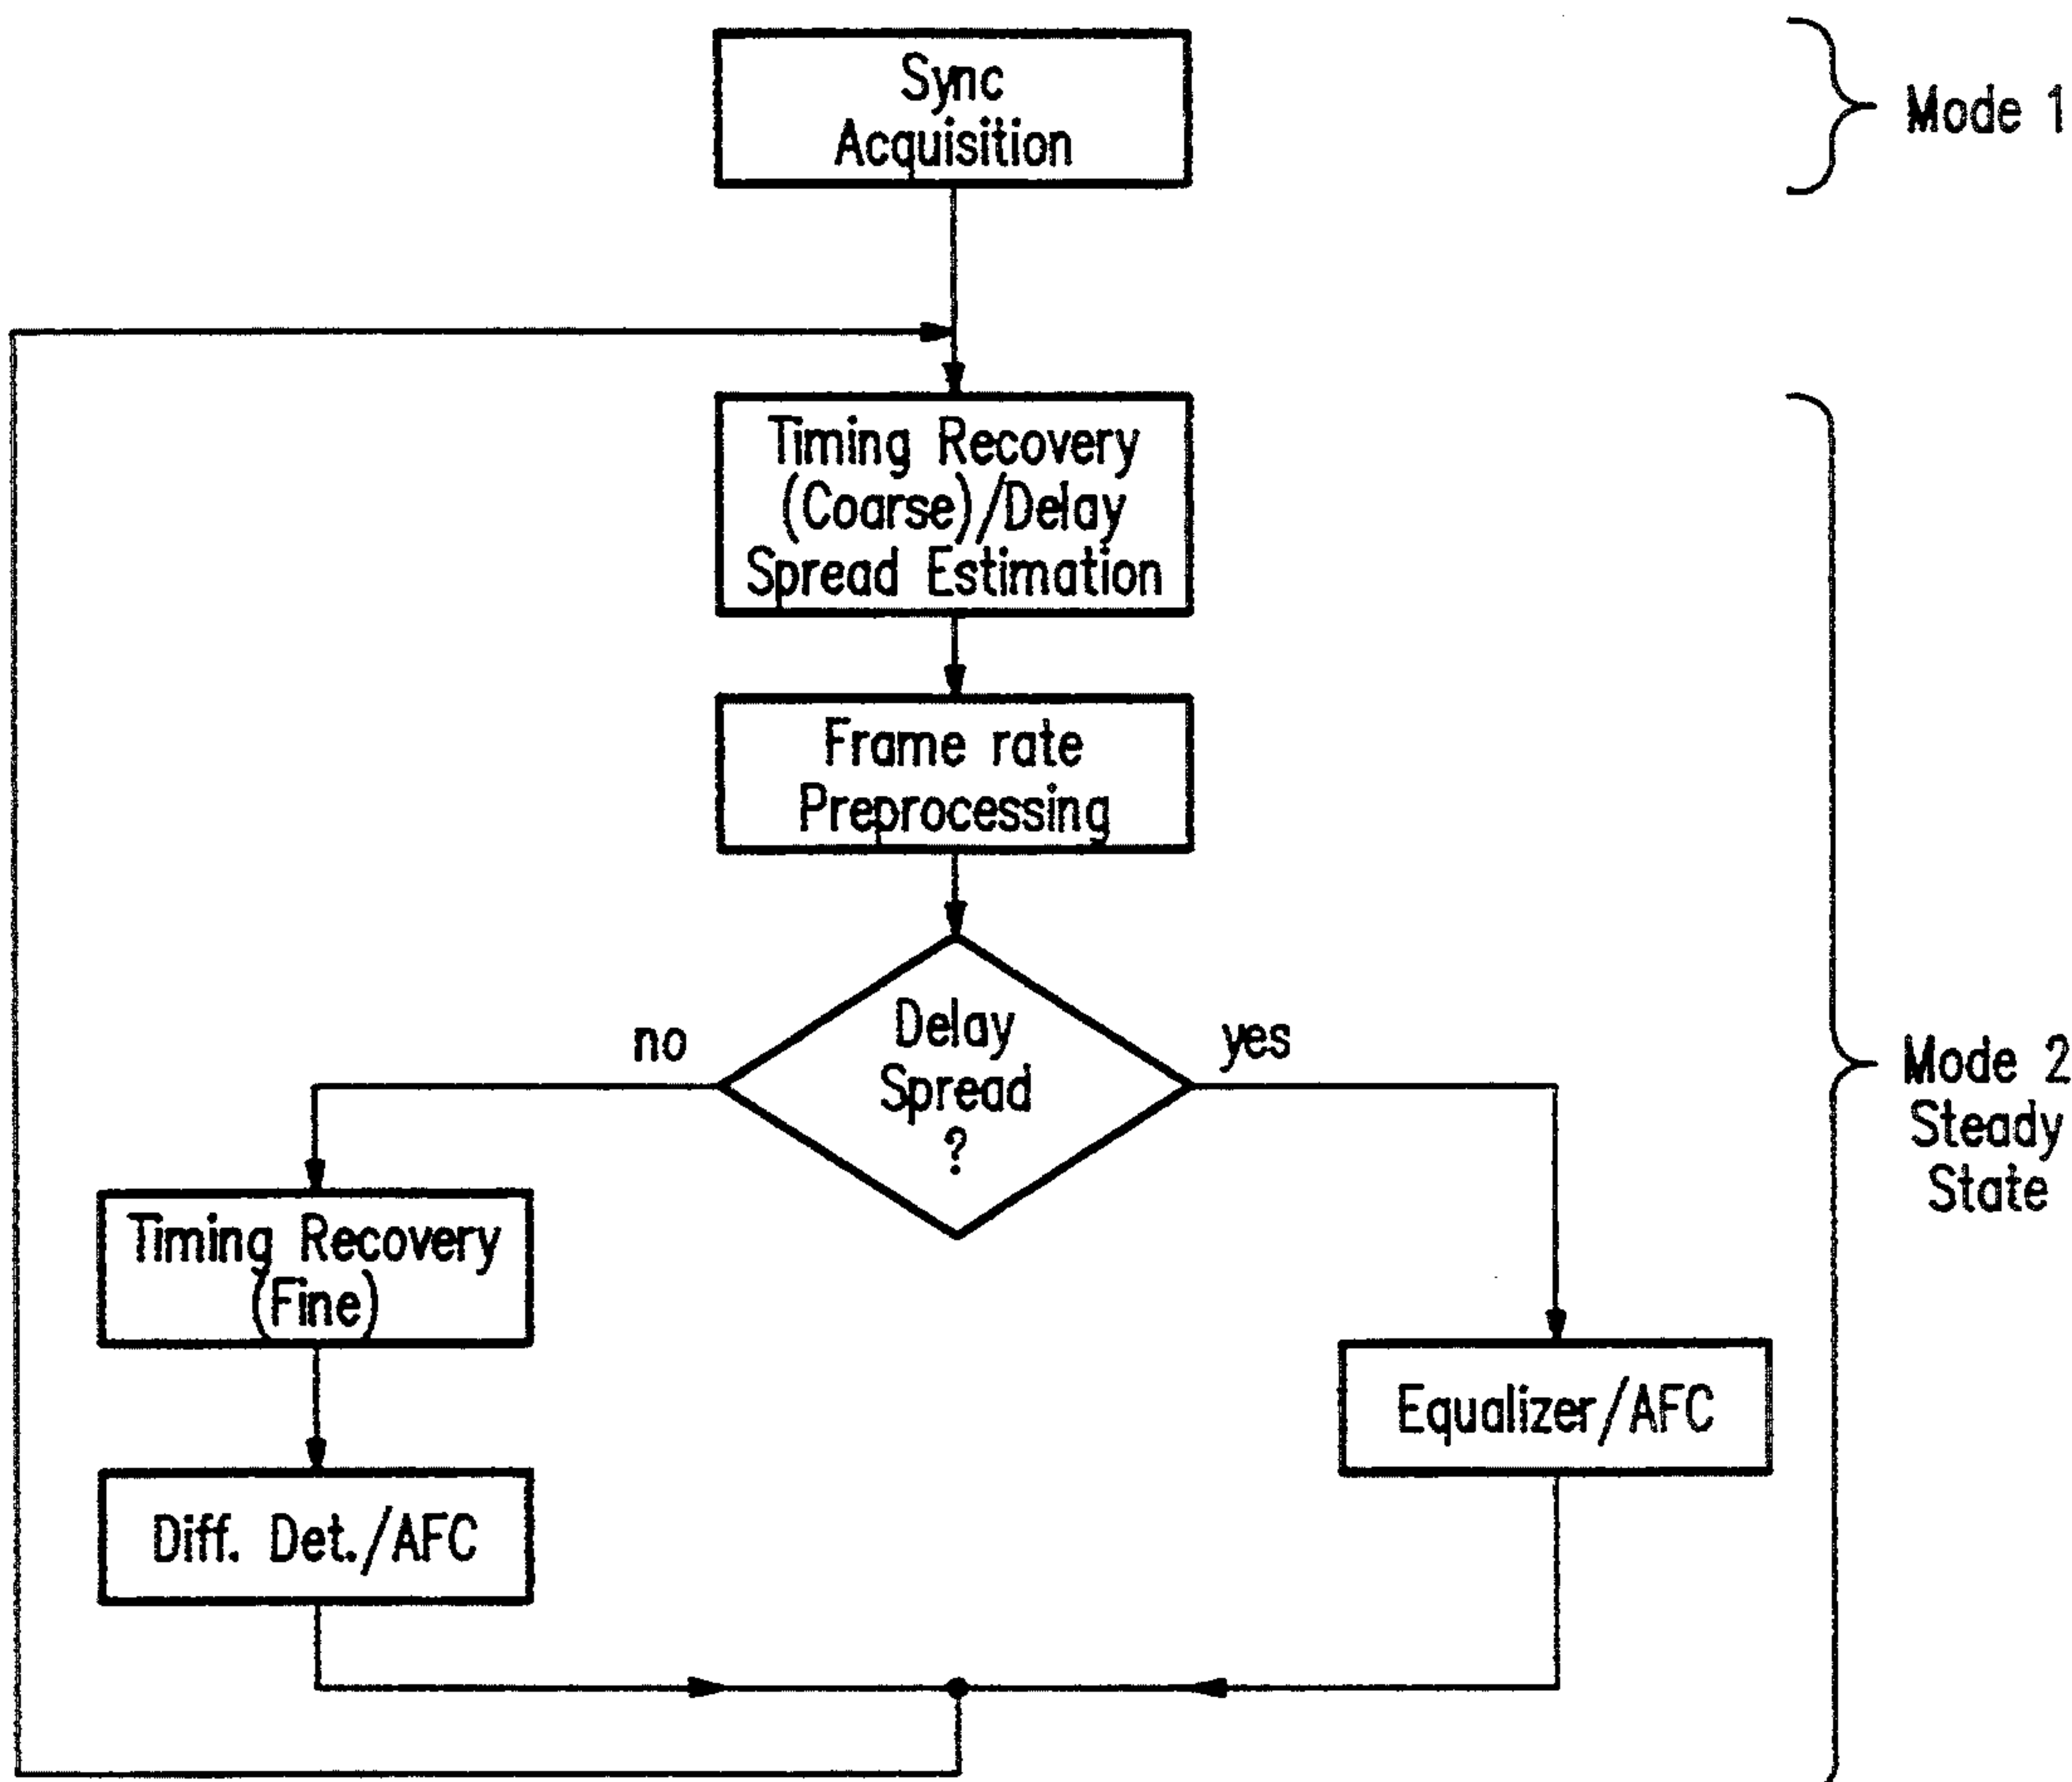 Sync
Acquisition
Mode 1
Timing Recovery
(Coarse)/Delay
Spread Estimation
Frame rate
Preprocessing
Delay
Spread
?
no
yes
Mode 2
Steady
State
Timing Recovery
(Fine)
Equalizer/AFC
Diff. Det./AFC